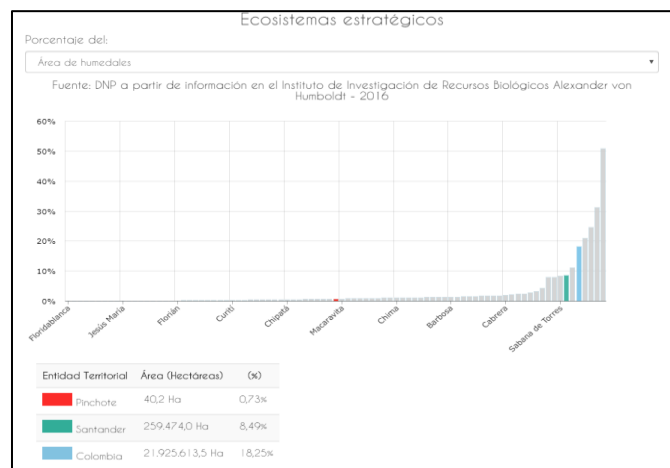 Ecosistemas estratégicos
Porcentaje del:
Área de humedales
Fuente: DNP a partir de información en el Instituto de Investigación de Recursos Biológicos Alexander von
Humboldt - 2016
60%
50%
40%
30%
20%
10%
0%
Floridablanca
Jesús María
Florián
Curití
Chipatá
Macaravita
Chima
Barbosa
Cabrera
Sabana de Torres
Entidad Territorial Área (Hectáreas) (%)
Pinchote 40,2 Ha 0,73%
Santander 259.474,0 Ha 8,49%
Colombia 21.925.613,5 Ha 18,25%